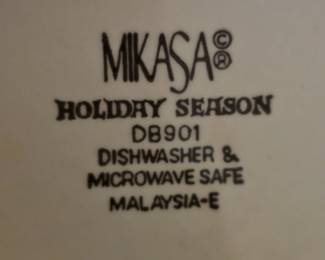 MIKASA©®
HOLIDAY SEASON
DB901
DISHWASHER &
MICROWAVE SAFE
MALAYSIA-E